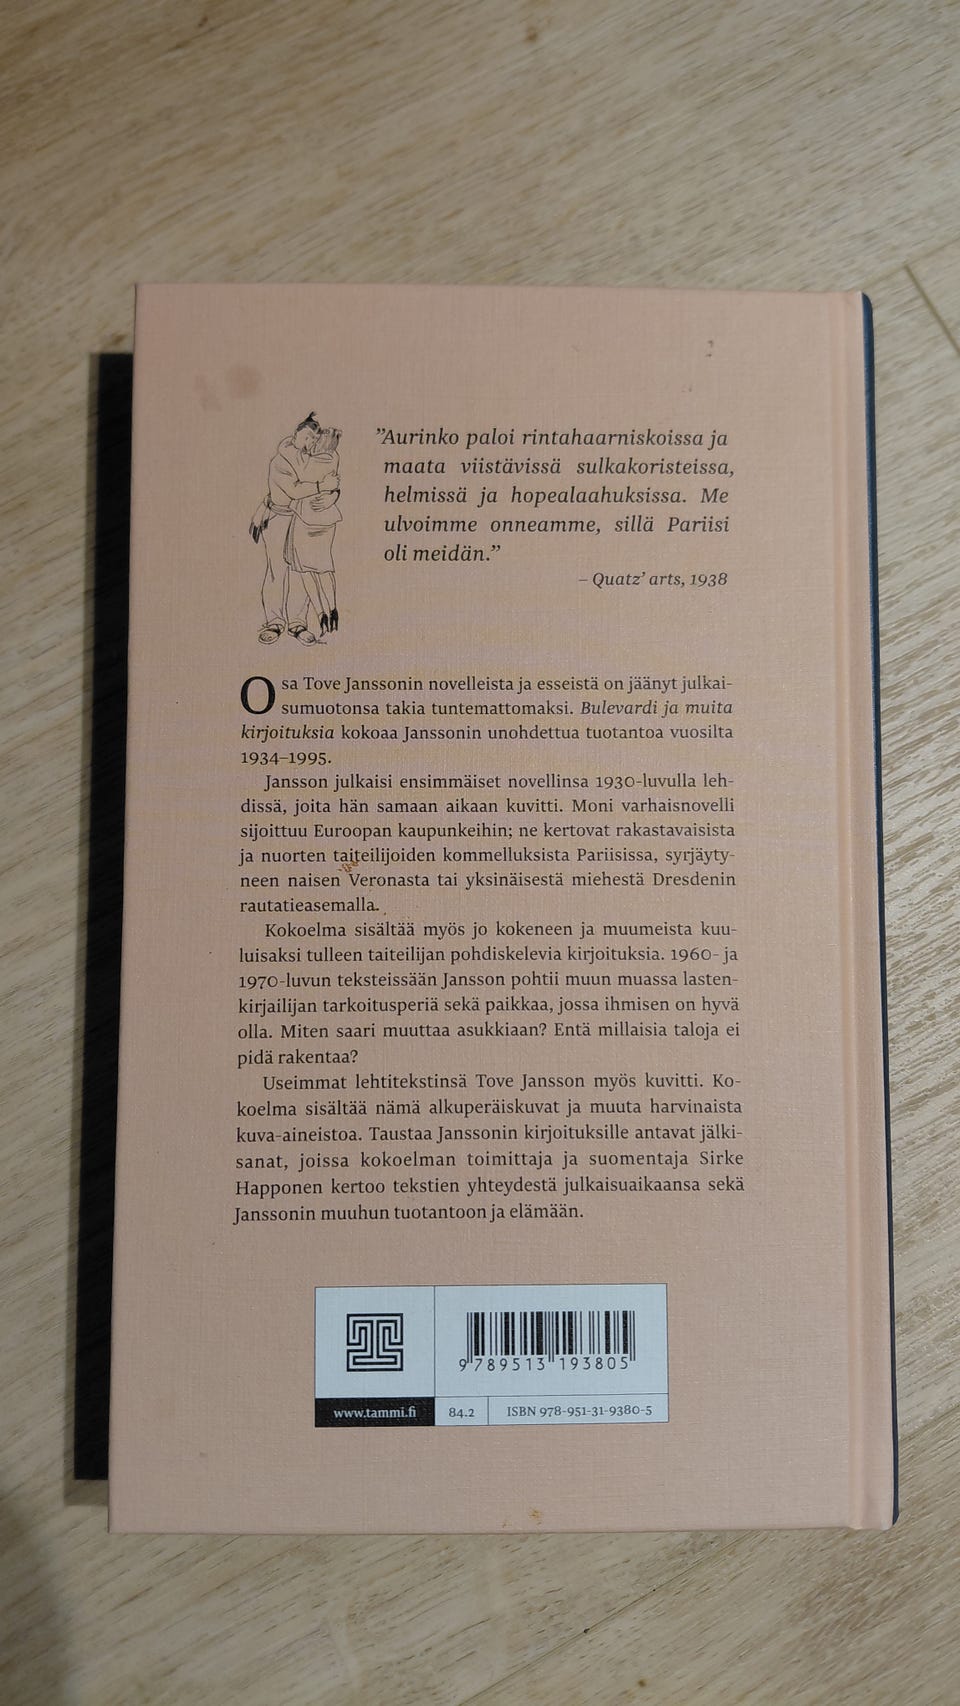 ”Aurinko paloi rintahaarniskoissa ja
maata viistävissä sulkakoristeissa,
helmissä ja hopealaahuksissa. Me
ulvoimme onneamme, sillä Pariisi
oli meidän.”
– Quatz’ arts, 1938
Osa Tove Janssonin novelleista ja esseistä on jäänyt julkai-
sumuotonsa takia tuntemattomaksi. Bulevardi ja muita
kirjoituksia kokoaa Janssonin unohdettua tuotantoa vuosilta
1934–1995.
Jansson julkaisi ensimmäiset novellinsa 1930-luvulla leh-
dissä, joita hän samaan aikaan kuvitti. Moni varhaisnovelli
sijoittuu Euroopan kaupunkeihin; ne kertovat rakastavaisista
ja nuorten taiteilijoiden kommelluksista Pariisissa, syrjäyty-
neen naisen Veronasta tai yksinäisestä miehestä Dresdenin
rautatieasemalla.
Kokoelma sisältää myös jo kokeneen ja muumeista kuu-
luisaksi tulleen taiteilijan pohdiskelevia kirjoituksia. 1960- ja
1970-luvun teksteissään Jansson pohtii muun muassa lasten-
kirjailijan tarkoitusperiä sekä paikkaa, jossa ihmisen on hyvä
olla. Miten saari muuttaa asukkiaan? Entä millaisia taloja ei
pidä rakentaa?
Useimmat lehtitekstinsä Tove Jansson myös kuvitti. Ko-
koelma sisältää nämä alkuperäiskuvat ja muuta harvinaista
kuva-aineistoa. Taustaa Janssonin kirjoituksille antavat jälki-
sanat, joissa kokoelman toimittaja ja suomentaja Sirke
Happonen kertoo tekstien yhteydestä julkaisuaikaansa sekä
Janssonin muuhun tuotantoon ja elämään.
9 789513 193805
www.tammi.fi
84.2
ISBN 978-951-31-9380-5